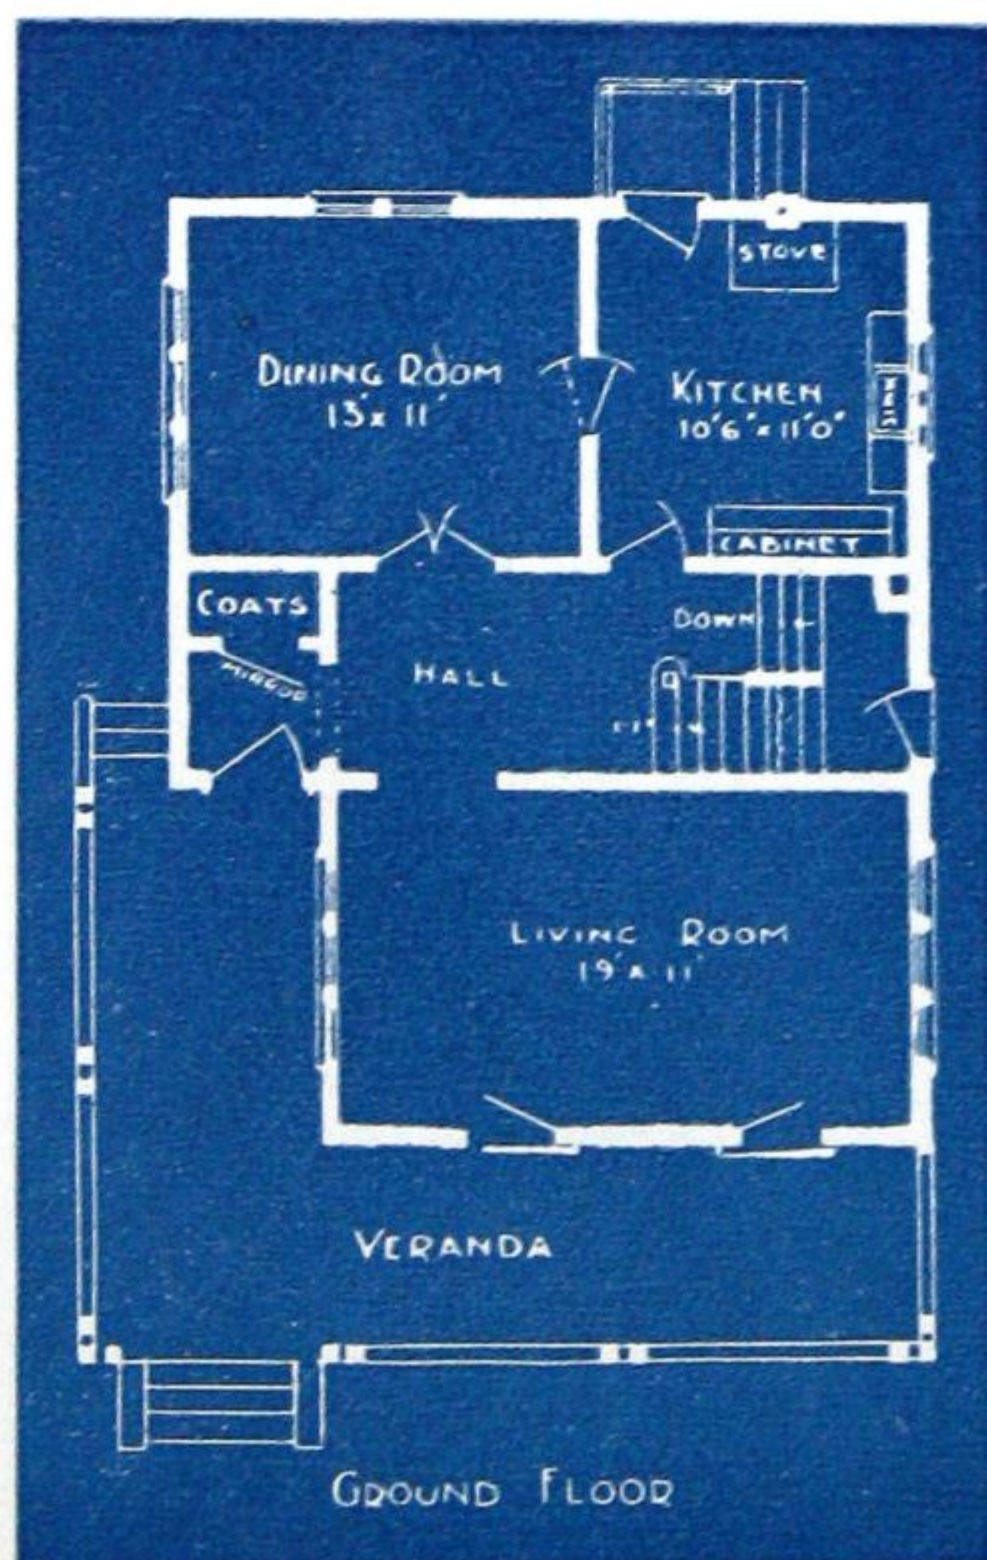 STOVE
DINING ROOM
13' x 11'
KITCHEN
10'6" x 11'0"
SINK
CABINET
COATS
DOWN
MIRROR
HALL
LIVING ROOM
19' x 11'
VERANDA
GROUND FLOOR